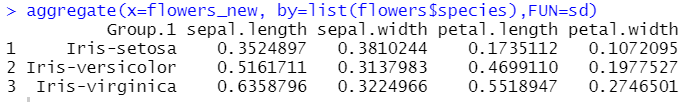 > aggregate(x=flowers_new, by=list(flowers$species),FUN=sd)
Group.1 sepal.length sepal.width petal.length petal.width
1 Iris-setosa 0.3524897 0.3810244 0.1735112 0.1072095
2 Iris-versicolor 0.5161711 0.3137983 0.4699110 0.1977527
3 Iris-virginica 0.6358796 0.3224966 0.5518947 0.2746501